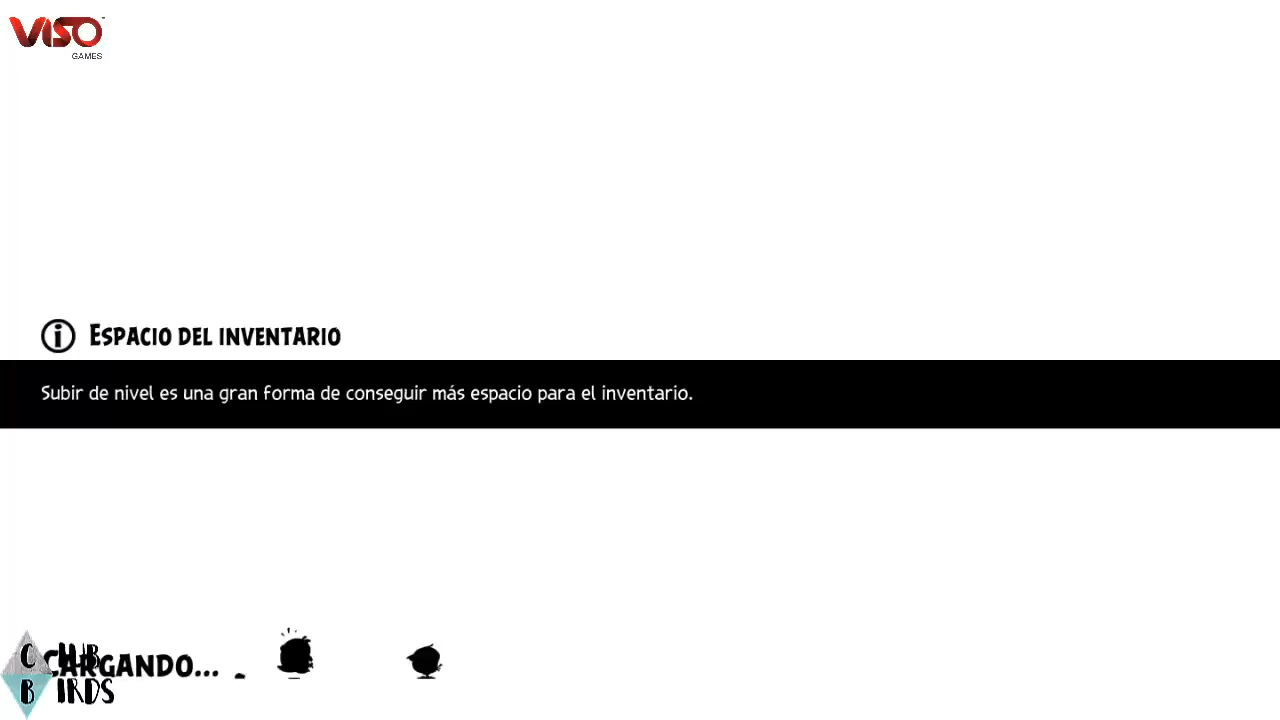 VISO
GAMES
ESPACIO DEL INVENTARIO
Subir de nivel es una gran forma de conseguir más espacio para el inventario.
CARGANDO...
C
B IRDS